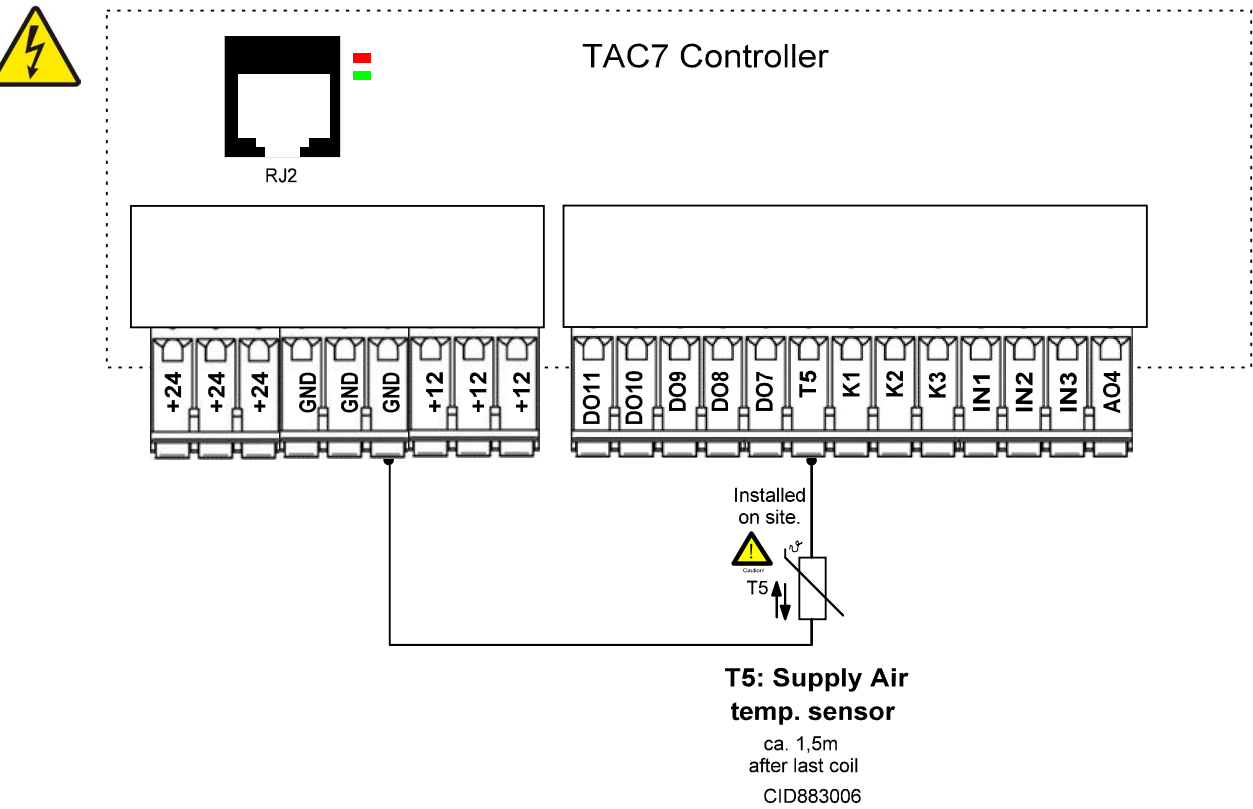 TAC7 Controller
RJ2
+24 +24 +24 GND GND GND +12 +12 +12 DO11 DO10 DO9 DO8 DO7 T5 K1 K2 K3 IN1 IN2 IN3 AO4
Installed
on site.
!
ϑ
Caution!
T5
T5: Supply Air
temp. sensor
ca. 1,5m
after last coil
CID883006